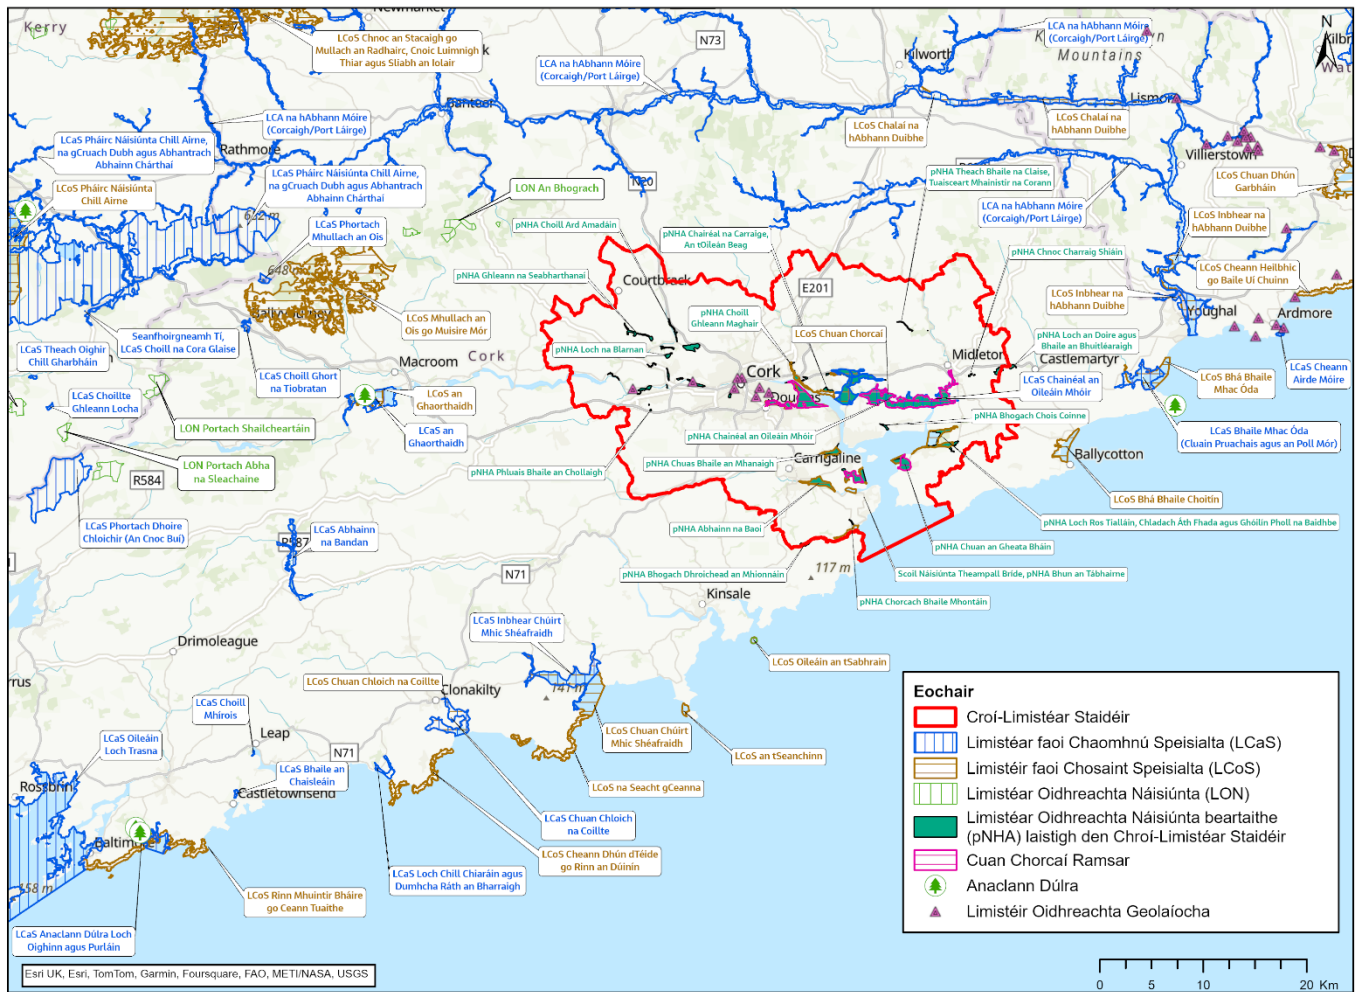 Kerry
Newmarket
LCoS Chnoc an Stacaigh go
Mullach an Radhairc, Cnoic Luimnigh
Thiar agus Sliabh an Iolair
N73
LCA na hAbhann Móire
(Corcaigh/Port Láirge)
Kilworth
LCA na hAbhann Móire
(Corcaigh/Port Láirge)
Mountains
N
Banteer
Lismore
LCA na hAbhann Móire
(Corcaigh/Port Láirge)
LCoS Chalaí na
hAbhann Duibhe
LCoS Chalaí na
hAbhann Duibhe
Rathmore
LCaS Pháirc Náisiúnta Chill Airne,
na gCruach Dubh agus Abhantrach
Abhainn Chárthaí
LCaS Pháirc Náisiúnta Chill Airne,
na gCruach Dubh agus Abhantrach
Abhainn Chárthaí
Villierstown
LCoS Chuan Dhún
Garbháin
N20
pNHA Theach Bhaile na Claise,
Tuaisceart Mhainistir na Corann
LCoS Pháirc Náisiúnta
Chill Airne
LON An Bhograch
LCA na hAbhann Móire
(Corcaigh/Port Láirge)
LCoS Inbhear na
hAbhann Duibhe
pNHA Choill Ard Amadáin
pNHA Chairéal na Carraige,
An tOileán Beag
LCaS Phortach
Mhullach an Ois
pNHA Chnoc Charraig Shiáin
648 m
pNHA Ghleann na Seabharthanaí
Courtbrack
E201
LCoS Cheann Heilbhic
go Baile Uí Chuinn
LCoS Inbhear na
hAbhann Duibhe
Youghal
Ardmore
Ballyvourney
LCoS Mhullach an
Ois go Muisire Mór
pNHA Choill
Ghleann Maghair
LCoS Chuan Chorcaí
Seanfhoirgneamh Tí,
LCaS Choill na Cora Glaise
pNHA Loch an Doire agus
Bhaile an Bhuitléaraigh
pNHA Loch na Blarnan
Midleton
Castlemartyr
LCaS Theach Oighir
Chill Gharbháin
Macroom
Cork
Cork
LCaS Cheann
Airde Móire
LCaS Choill Ghort
na Tiobratan
LCoS an
Ghaorthaidh
LCaS Chainéal an
Oileáin Mhóir
LCoS Bhá Bhaile
Mhac Óda
LCaS Choillte
Ghleann Locha
Douglas
pNHA Bhogach Chois Coinne
LON Portach Shailcheartáin
LCaS an
Ghaorthaidh
pNHA Chainéal an Oileáin Mhóir
LCaS Bhaile Mhac Óda
(Cluain Pruachais agus an Poll Mór)
LON Portach Abha
na Sleachaine
pNHA Phluais Bhaile an Chollaigh
pNHA Chuas Bhaile an Mhanaigh
Carrigaline
Ballycotton
R584
LCoS Bhá Bhaile Choitín
LCaS Phortach Dhoire
Chloichir (An Cnoc Buí)
LCaS Abhainn
na Bandan
R587
pNHA Abhainn na Baoi
pNHA Loch Ros Tialláin, Chladach Áth Fhada agus Ghóilín Pholl na Baidhbe
pNHA Chuan an Gheata Bháin
N71
pNHA Bhogach Dhroichead an Mhionnáin
117 m
Scoil Náisiúnta Theampall Bríde, pNHA Bhun an Tábhairne
Kinsale
pNHA Chorcach Bhaile Mhontáin
LCaS Inbhear Chúirt
Mhic Shéafraidh
Drimoleague
LCoS Oileáin an tSabhrain
LCoS Chuan Chloich na Coillte
Clonakilty
141 m
LCaS Choill
Mhírois
LCoS Chuan Chúirt
Mhic Shéafraidh
LCoS an tSeanchinn
Leap
N71
LCaS Oileáin
Loch Trasna
LCoS na Seacht gCeanna
LCaS Bhaile an
Chaisleáin
Castletownsend
LCaS Chuan Chloich
na Coillte
Baltimore
LCoS Cheann Dhún dTéide
go Rinn an Dúinín
LCaS Loch Chill Chiaráin agus
Dumhcha Ráth an Bharraigh
LCoS Rinn Mhuintir Bháire
go Ceann Tuaithe
158 m
LCaS Anaclann Dúlra Loch
Oighinn agus Purláin
Eochair
Croí-Limistéar Staidéir
Limistéar faoi Chaomhnú Speisialta (LCaS)
Limistéir faoi Chosaint Speisialta (LCoS)
Limistéar Oidhreachta Náisiúnta (LON)
Limistéar Oidhreachta Náisiúnta beartaithe
(pNHA) laistigh den Chroí-Limistéar Staidéir
Cuan Chorcaí Ramsar
Anaclann Dúlra
Limistéir Oidhreachta Geolaíocha
Esri UK, Esri, TomTom, Garmin, Foursquare, FAO, METI/NASA, USGS
0 5 10 20 Km